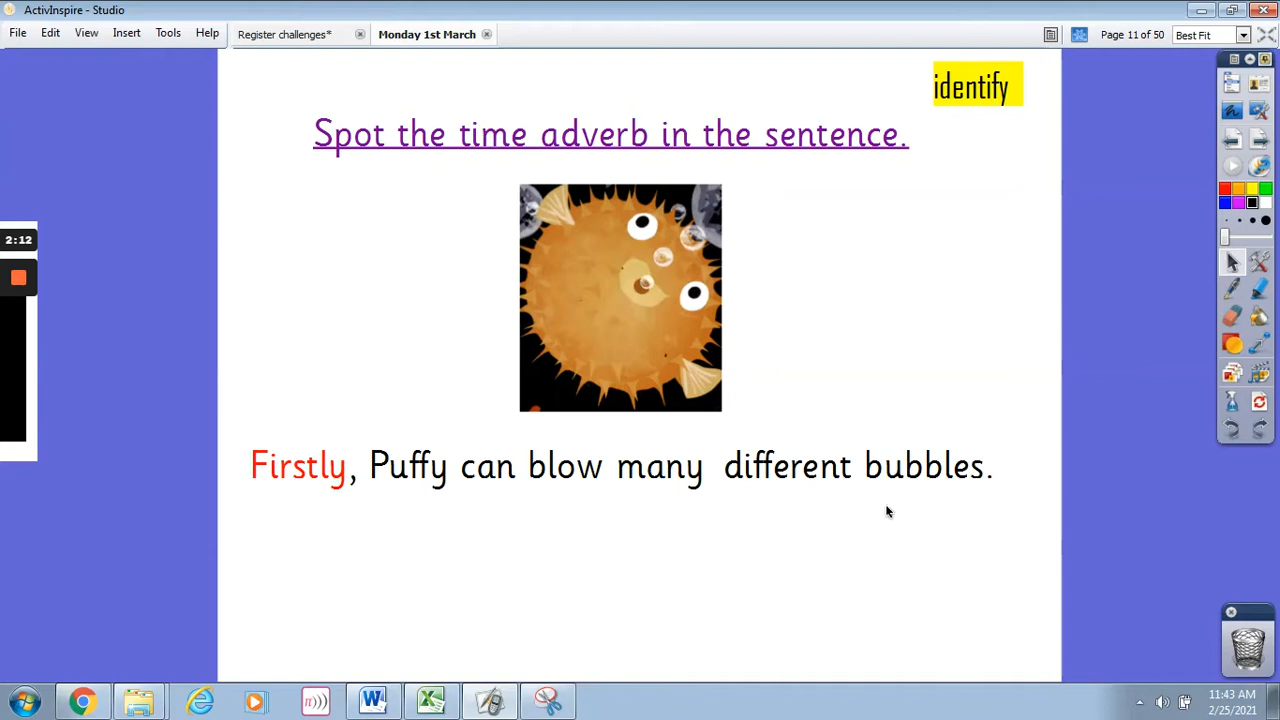 ActivInspire - Studio
File Edit View Insert Tools Help
Register challenges*
Monday 1st March
Page 11 of 50
Best Fit
identify
Spot the time adverb in the sentence.
2:12
Firstly, Puffy can blow many different bubbles.
11:43 AM
2/25/2021